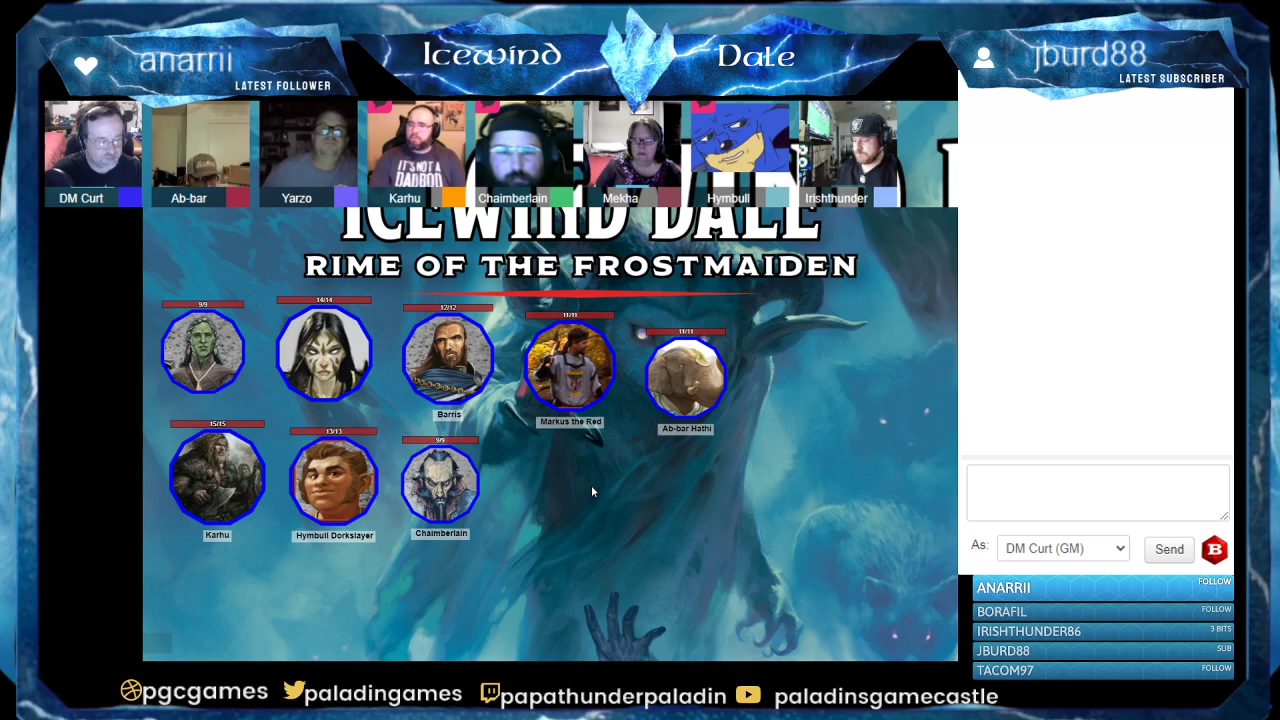 anarrii
LATEST FOLLOWER
Icewind Dale
jburd88
LATEST SUBSCRIBER
IT'S NOT A
DADBOD
DM Curt
Ab-bar
Yarzo
Karhu
Chaimberlain
Mekha
Hymbull
Irishthunder
ICEWIND DALE
RIME OF THE FROSTMAIDEN
9/9
14/14
12/12
11/11
11/11
Barris
Markus the Red
Ab-bar Hathi
15/15
13/13
9/9
Karhu
Hymbull Dorkslayer
Chaimberlain
As:
DM Curt (GM)
Send
B
ANARRII FOLLOW
BORAFIL FOLLOW
IRISHTHUNDER86 3 BITS
JBURD88 SUB
TACOM97 FOLLOW
pgcgames paladingames papathunderpaladin paladinsgamecastle